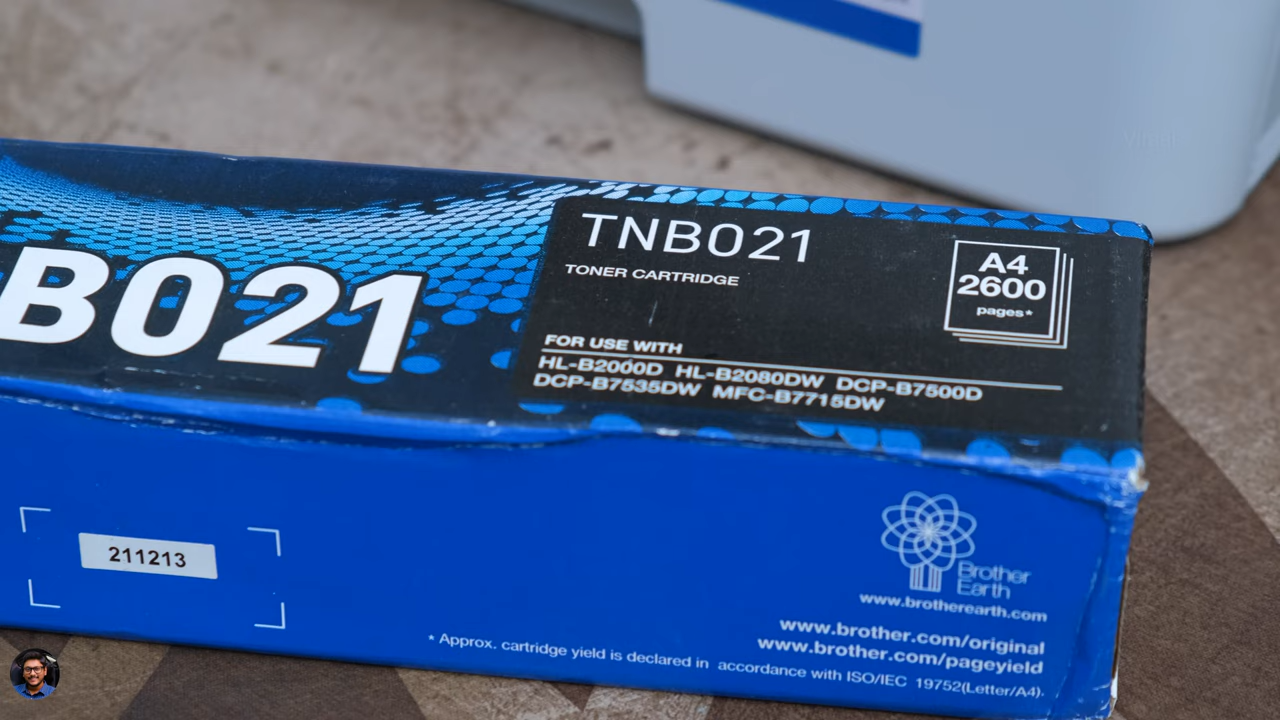 B021
TNB021
TONER CARTRIDGE
A4
2600
pages*
FOR USE WITH
HL-B2000D HL-B2080DW DCP-B7500D
DCP-B7535DW MFC-B7715DW
211213
Brother
Earth
www.brotherearth.com
www.brother.com/original
www.brother.com/pageyield
* Approx. cartridge yield is declared in accordance with ISO/IEC 19752(Letter/A4).